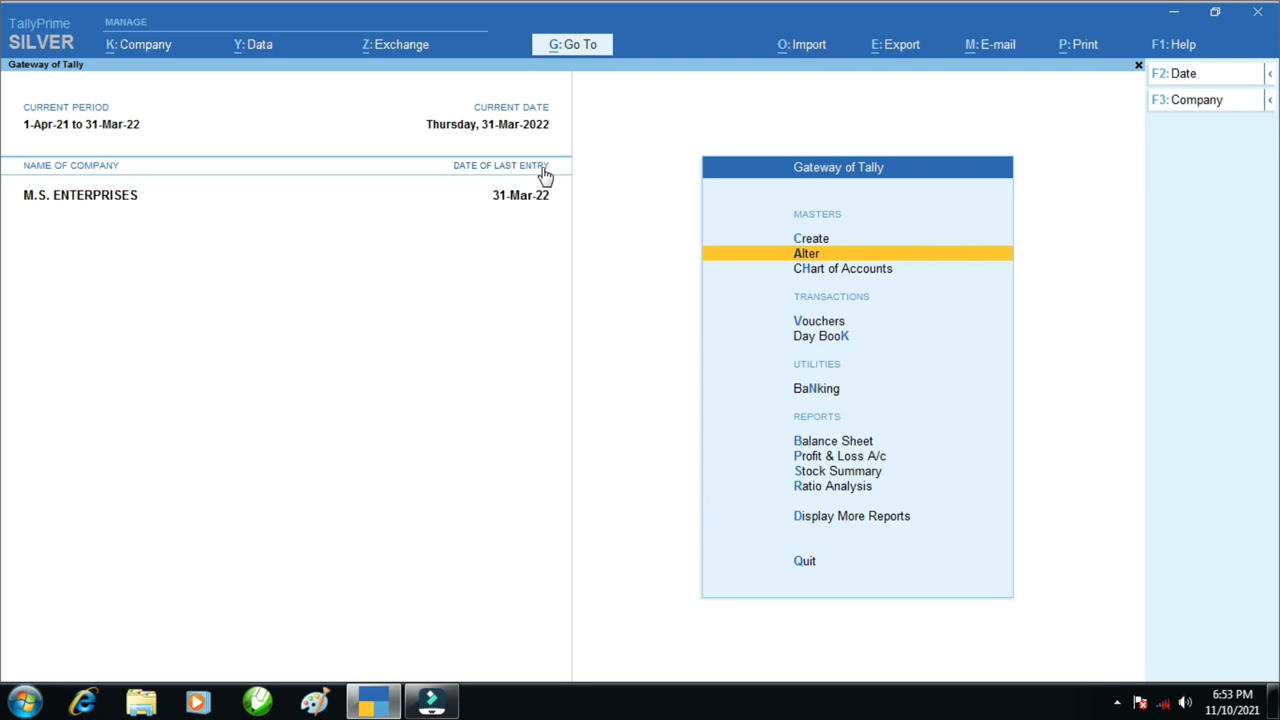 TallyPrime
SILVER
MANAGE
K: Company
Y: Data
Z: Exchange
G: Go To
O: Import
E: Export
M: E-mail
P: Print
F1: Help
Gateway of Tally
F2: Date
F3: Company
CURRENT PERIOD
CURRENT DATE
1-Apr-21 to 31-Mar-22
Thursday, 31-Mar-2022
NAME OF COMPANY
DATE OF LAST ENTRY
M.S. ENTERPRISES
31-Mar-22
Gateway of Tally
MASTERS
Create
Alter
CHart of Accounts
TRANSACTIONS
Vouchers
Day BooK
UTILITIES
BaNking
REPORTS
Balance Sheet
Profit & Loss A/c
Stock Summary
Ratio Analysis
Display More Reports
Quit
6:53 PM
11/10/2021